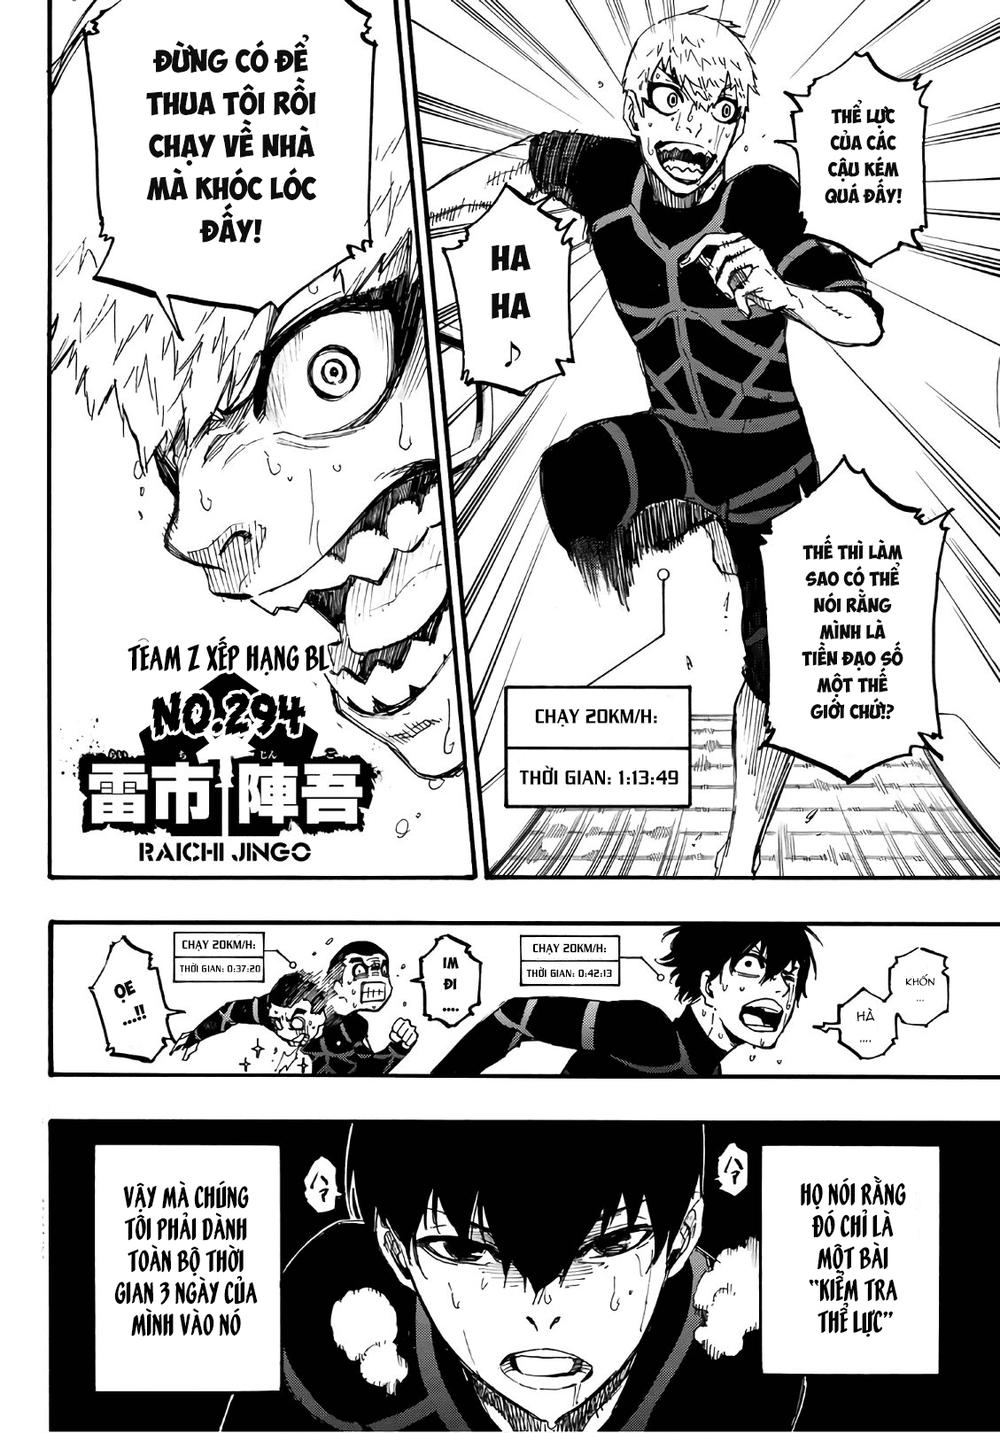 THỂ LỰC
CỦA CÁC
CẬU KÉM
QUÁ ĐẤY!
HA
HA
♪
THẾ THÌ LÀM
SAO CÓ THỂ
NÓI RẰNG
MÌNH LÀ
TIỀN ĐẠO SỐ
MỘT THẾ
GIỚI CHỨ!?
CHẠY 20KM/H:
THỜI GIAN: 1:13:49
ĐỪNG CÓ ĐỂ
THUA TÔI RỒI
CHẠY VỀ NHÀ
MÀ KHÓC LÓC
ĐẤY!
TEAM Z XẾP HẠNG BL
NO.294
雷市陣吾
RAICHI JINGO
KHỐN
...
HÀ
....
CHẠY 20KM/H:
THỜI GIAN: 0:42:13
IM
ĐI
....
CHẠY 20KM/H:
THỜI GIAN: 0:37:20
ỌE
....!!
HỌ NÓI RẰNG
ĐÓ CHỈ LÀ
MỘT BÀI
"KIỂM TRA
THỂ LỰC"
VẬY MÀ CHÚNG
TÔI PHẢI DÀNH
TOÀN BỘ THỜI
GIAN 3 NGÀY CỦA
MÌNH VÀO NÓ